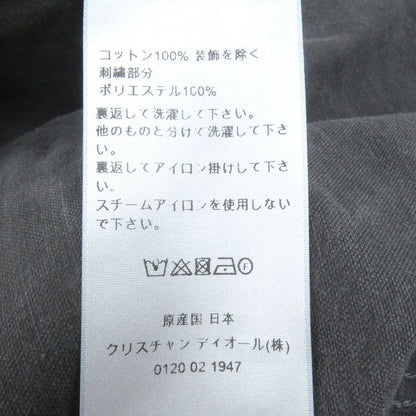 コットン100% 装飾を除く
刺繍部分
ポリエステル100%
裏返して洗濯して下さい。
他のものと分けて洗濯して下さ
い。
裏返してアイロン掛けして下さ
い。
スチームアイロンを使用しない
で下さい。
原産国 日本
クリスチャン ディオール(株)
0120 02 1947